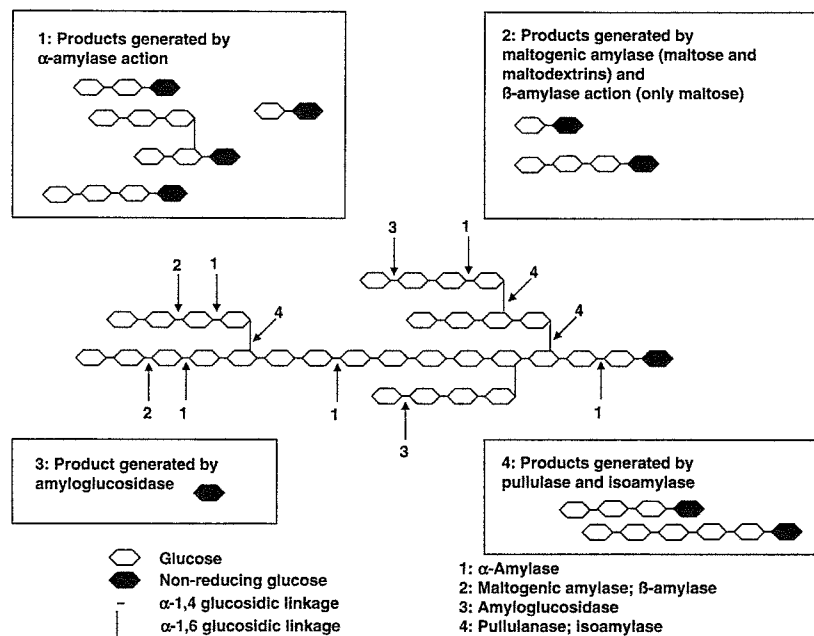 1: Products generated by
α-amylase action
2: Products generated by
maltogenic amylase (maltose and
maltodextrins) and
ß-amylase action (only maltose)
3
1
2
1
4
4
4
2
1
1
3
1
3: Product generated by
amyloglucosidase
4: Products generated by
pullulase and isoamylase
Glucose
Non-reducing glucose
α-1,4 glucosidic linkage
α-1,6 glucosidic linkage
1: α-Amylase
2: Maltogenic amylase; ß-amylase
3: Amyloglucosidase
4: Pullulanase; isoamylase